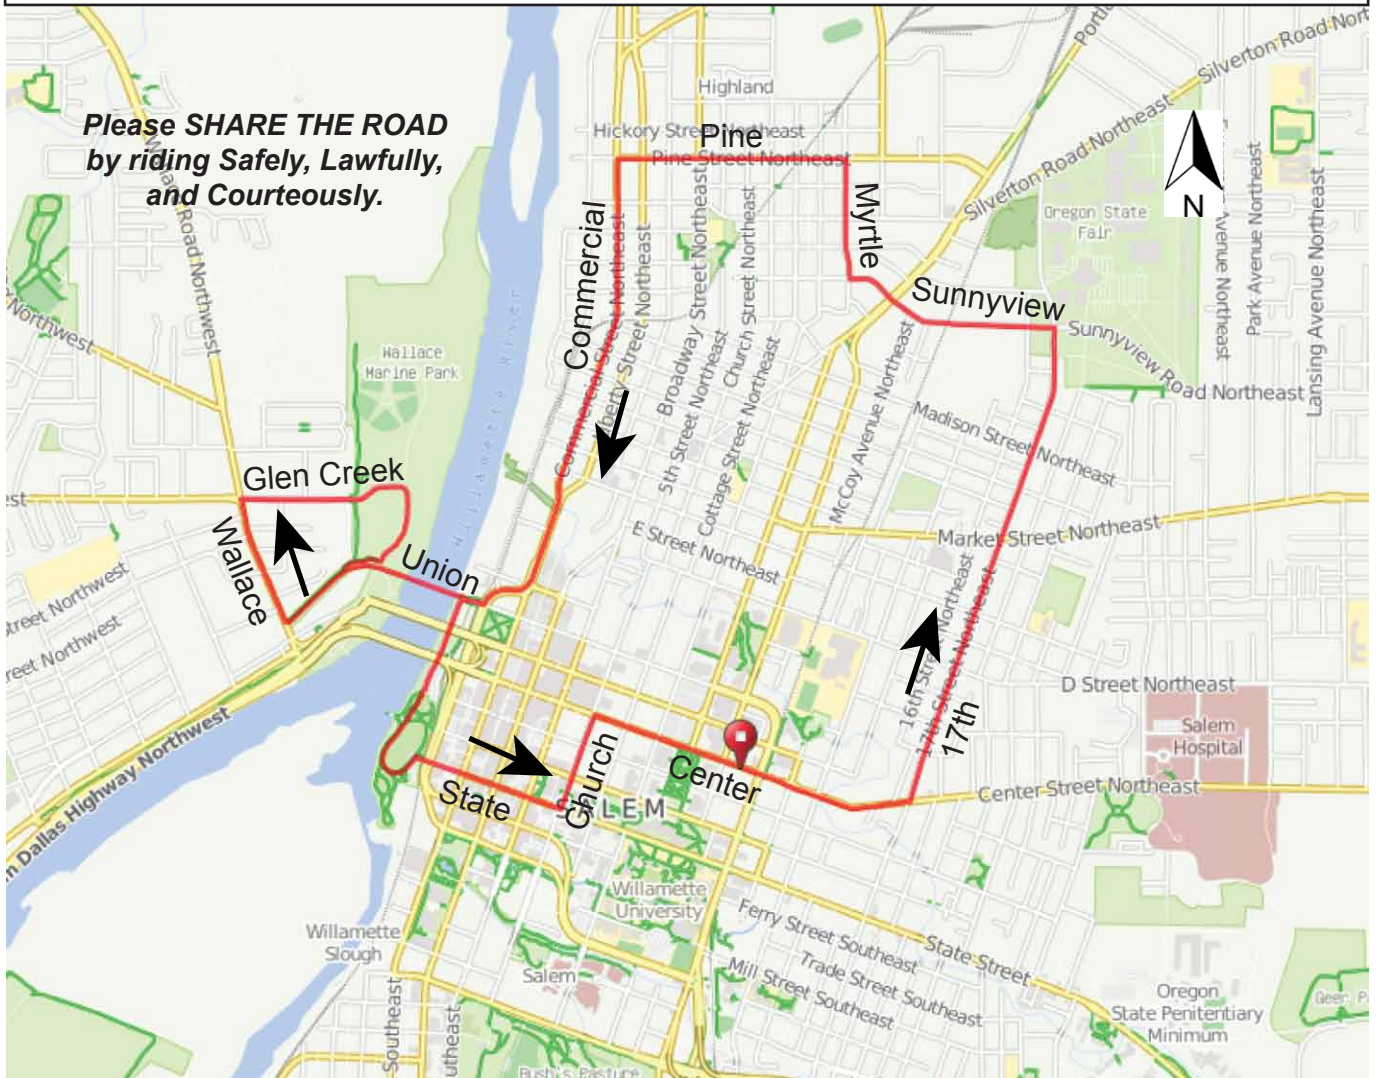 Please SHARE THE ROAD
by riding Safely, Lawfully,
and Courteously.
Highland
Hickory Street Northeast
Pine
Pine Street Northeast
Silverton Road Northeast
Silverton Road Nort
N
Oregon State
Fair
Avenue Northeast
Park Avenue Northeast
Lansing Avenue Northeast
Wallace Road Northwest
Northwest
Wallace
Marine Park
Willamette River
Commercial
Commercial Street Northeast
Liberty Street Northeast
Broadway Street Northeast
Church Street Northeast
5th Street Northeast
Cottage Street Northeast
Myrtle
Sunnyview
Sunnyview Road Northeast
McCoy Avenue Northeast
Madison Street Northeast
Market Street Northeast
E Street Northeast
Glen Creek
est
Wallace
Union
Street Northwest
reet Northwest
n Dallas Highway Northwest
16th Street Northeast
17th Street Northeast
17th
D Street Northeast
Salem
Hospital
Center Street Northeast
State
Church
Center
SALEM
Willamette
University
Ferry Street Southeast
State Street
Trade Street Southeast
Mill Street Southeast
Willamette
Slough
Salem
Southeast
utheast
Bush's Pasture
Oregon
State Penitentiary
Minimum
Geer P